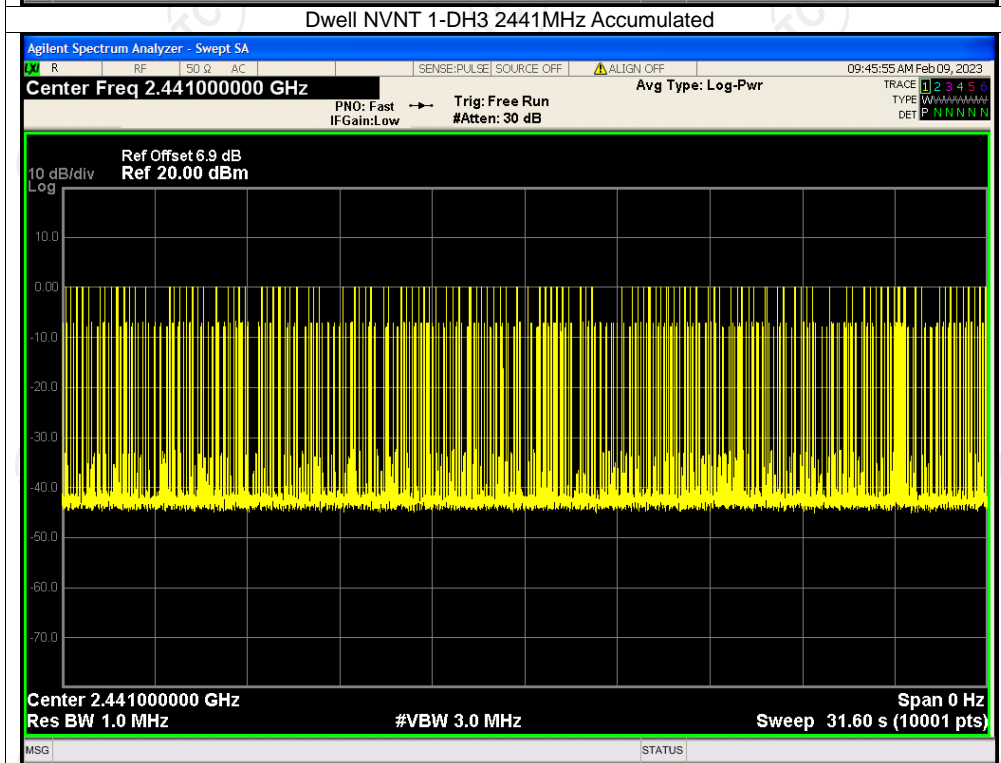 Dwell NVNT 1-DH3 2441MHz Accumulated
Agilent Spectrum Analyzer - Swept SA
LXI R RF 50 Ω AC SENSE:PULSE SOURCE OFF ALIGN OFF 09:45:55 AM Feb 09, 2023
Center Freq 2.441000000 GHz
PNO: Fast
IFGain:Low
Trig: Free Run
#Atten: 30 dB
Avg Type: Log-Pwr
TRACE 1 2 3 4 5 6
TYPE W
DET P N N N N N
Ref Offset 6.9 dB
10 dB/div Ref 20.00 dBm
Log
10.0
0.00
-10.0
-20.0
-30.0
-40.0
-50.0
-60.0
-70.0
Center 2.441000000 GHz Span 0 Hz
Res BW 1.0 MHz #VBW 3.0 MHz Sweep 31.60 s (10001 pts)
MSG STATUS